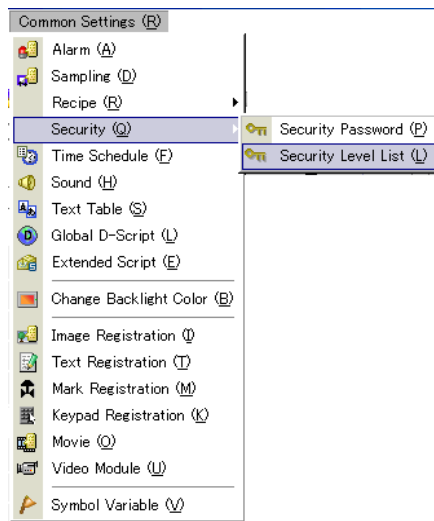 Common Settings (R)
Alarm (A)
Sampling (D)
Recipe (R)
Security (Q)
Security Password (P)
Security Level List (L)
Time Schedule (F)
Sound (H)
Text Table (S)
Global D-Script (L)
Extended Script (E)
Change Backlight Color (B)
Image Registration (I)
Text Registration (T)
Mark Registration (M)
Keypad Registration (K)
Movie (O)
Video Module (U)
Symbol Variable (V)